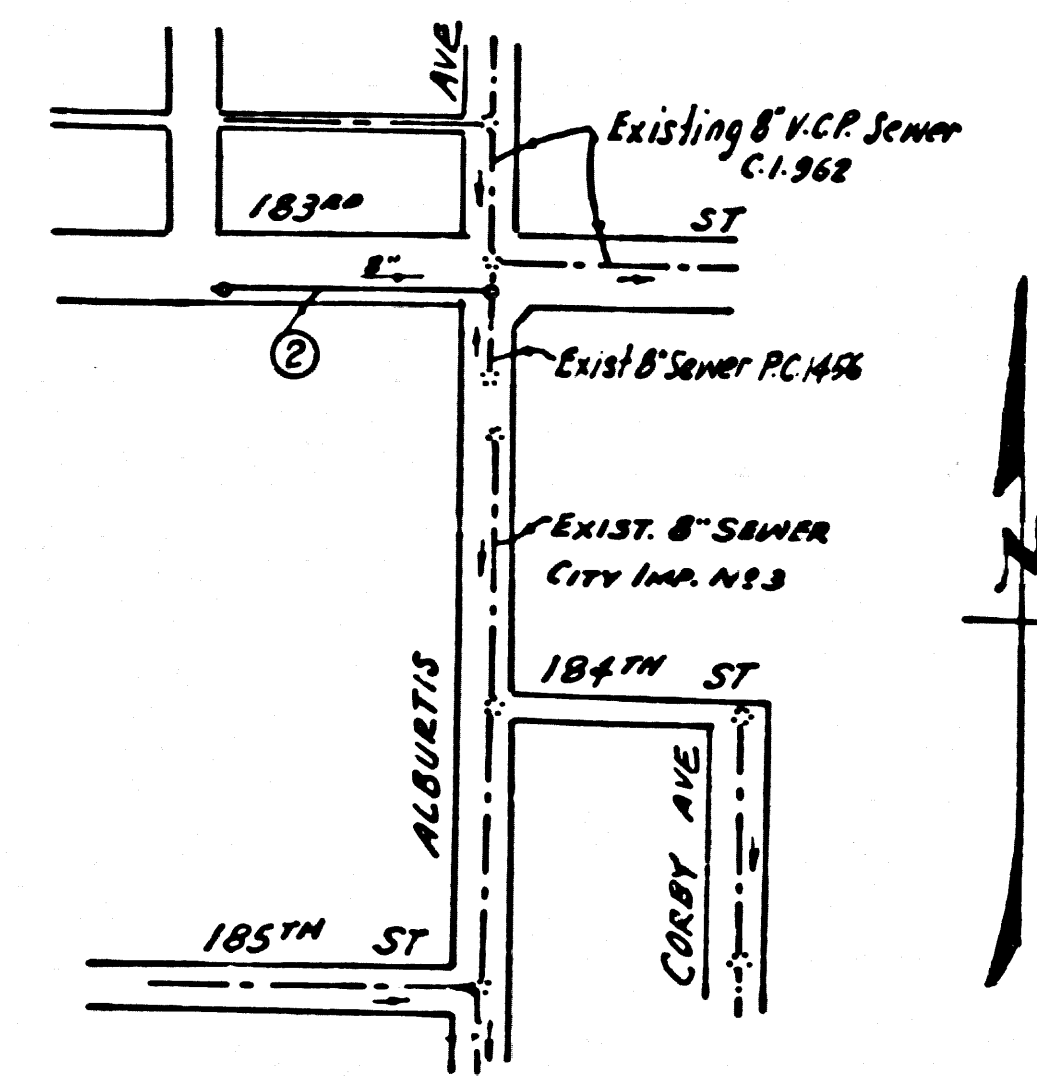 AVE
Existing 8" V.C.P. Sewer
C.I. 962
183RD ST
8"
2
Exist 8" Sewer P.C. 1456
EXIST. 8" SEWER
CITY IMP. Nº 3
N
184TH ST
ALBURTIS
CORBY AVE
185TH ST